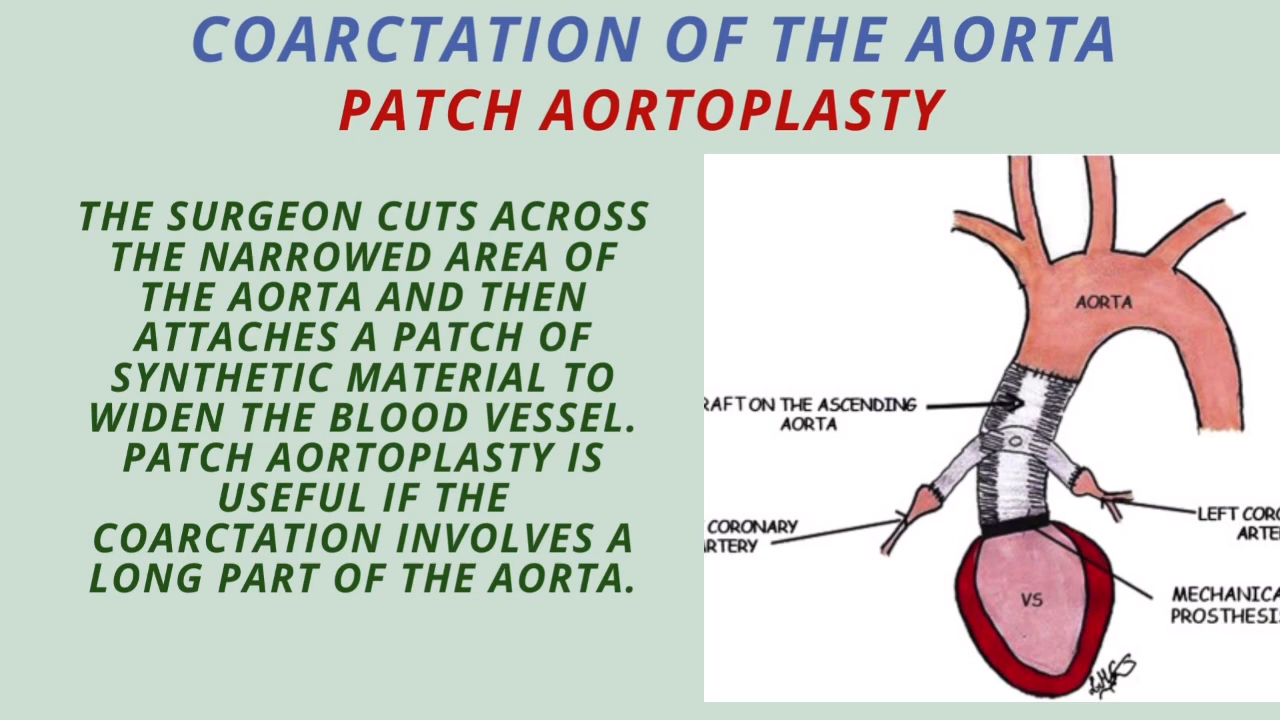 COARCTATION OF THE AORTA
PATCH AORTOPLASTY
THE SURGEON CUTS ACROSS
THE NARROWED AREA OF
THE AORTA AND THEN
ATTACHES A PATCH OF
SYNTHETIC MATERIAL TO
WIDEN THE BLOOD VESSEL.
PATCH AORTOPLASTY IS
USEFUL IF THE
COARCTATION INVOLVES A
LONG PART OF THE AORTA.
AORTA
RAFT ON THE ASCENDING
AORTA
CORONARY
RTERY
LEFT CORO
ARTE
MECHANICA
PROSTHESI
VS